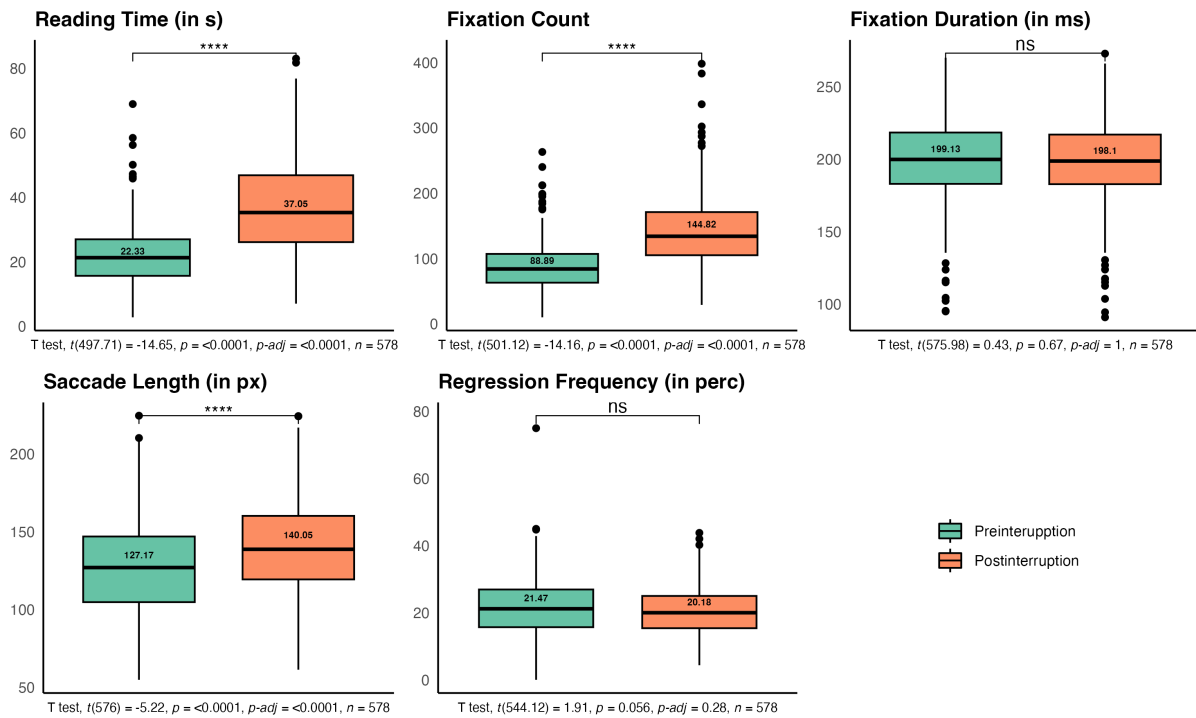 Reading Time (in s)
Fixation Count
Fixation Duration (in ms)
****
****
ns
80
60
40
20
0
22.33
37.05
400
300
200
100
0
88.89
144.82
250
200
150
100
199.13
198.1
T test, t(497.71) = -14.65, p = <0.0001, p-adj = <0.0001, n = 578
T test, t(501.12) = -14.16, p = <0.0001, p-adj = <0.0001, n = 578
T test, t(575.98) = 0.43, p = 0.67, p-adj = 1, n = 578
Saccade Length (in px)
Regression Frequency (in perc)
****
ns
200
150
100
50
127.17
140.05
80
60
40
20
0
21.47
20.18
Preinterupption
Postinterruption
T test, t(576) = -5.22, p = <0.0001, p-adj = <0.0001, n = 578
T test, t(544.12) = 1.91, p = 0.056, p-adj = 0.28, n = 578